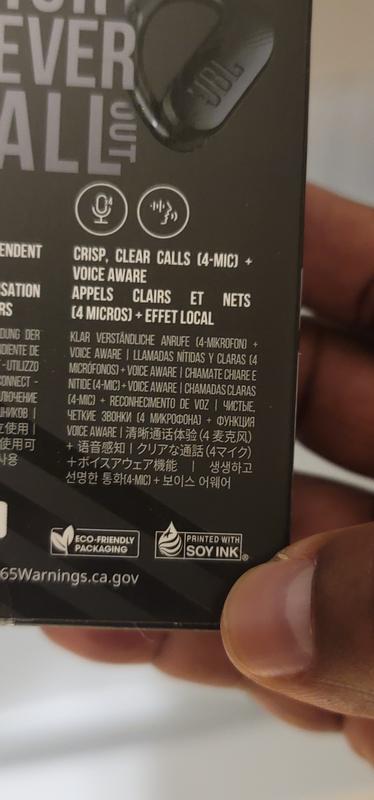 EVER
ALL
OUT
JBL
ENDENT
CRISP, CLEAR CALLS (4-MIC) +
VOICE AWARE
SATION
RS
APPELS CLAIRS ET NETS
(4 MICROS) + EFFET LOCAL
DUNG DER
NDIENTE DE
-UTILIZZO
CONNECT -
КЛЮЧЕНИЕ
ШНИКОВ |
使用 |
使用可
사용
KLAR VERSTÄNDLICHE ANRUFE (4-MIKROFON) +
VOICE AWARE | LLAMADAS NÍTIDAS Y CLARAS (4
MICRÓFONOS) + VOICE AWARE | CHIAMATE CHIARE E
NITIDE (4-MIC) + VOICE AWARE | CHAMADAS CLARAS
(4-MIC) + RECONHECIMENTO DE VOZ | ЧИСТЫЕ,
ЧЕТКИЕ ЗВОНКИ (4 МИКРОФОНА) + ФУНКЦИЯ
VOICE AWARE | 清晰通话体验 (4 麦克风)
+ 语音感知 | クリアな通話 (4マイク)
+ボイスアウェア機能 | 생생하고
선명한 통화(4-MIC) + 보이스 어웨어
ECO-FRIENDLY
PACKAGING
PRINTED WITH
SOY INK®
65Warnings.ca.gov